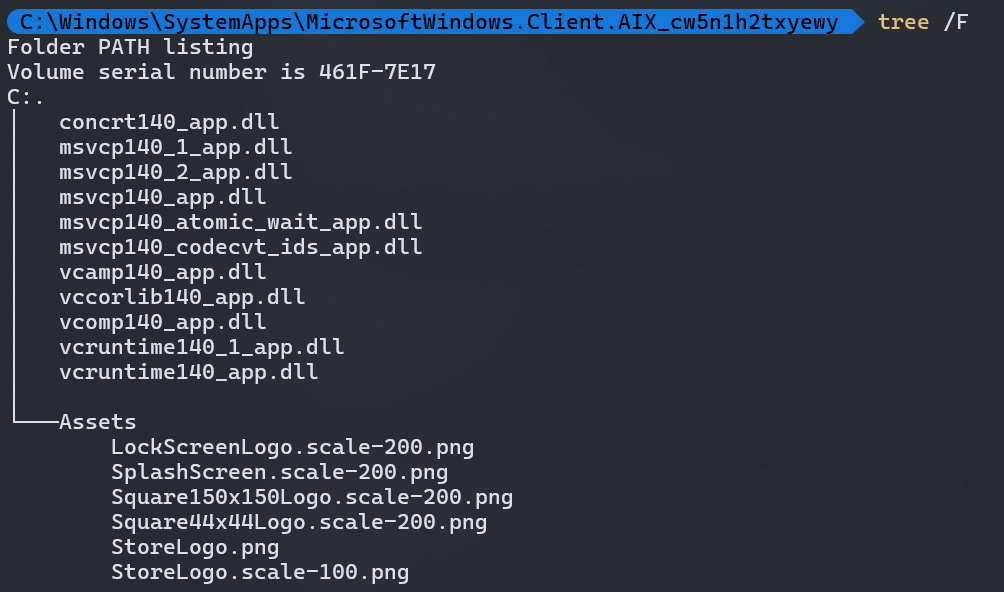 C:\Windows\SystemApps\MicrosoftWindows.Client.AIX_cw5n1h2txyewy tree /F
Folder PATH listing
Volume serial number is 461F-7E17
C:.
concrt140_app.dll
msvcp140_1_app.dll
msvcp140_2_app.dll
msvcp140_app.dll
msvcp140_atomic_wait_app.dll
msvcp140_codecvt_ids_app.dll
vcamp140_app.dll
vccorlib140_app.dll
vcomp140_app.dll
vcruntime140_1_app.dll
vcruntime140_app.dll
Assets
LockScreenLogo.scale-200.png
SplashScreen.scale-200.png
Square150x150Logo.scale-200.png
Square44x44Logo.scale-200.png
StoreLogo.png
StoreLogo.scale-100.png